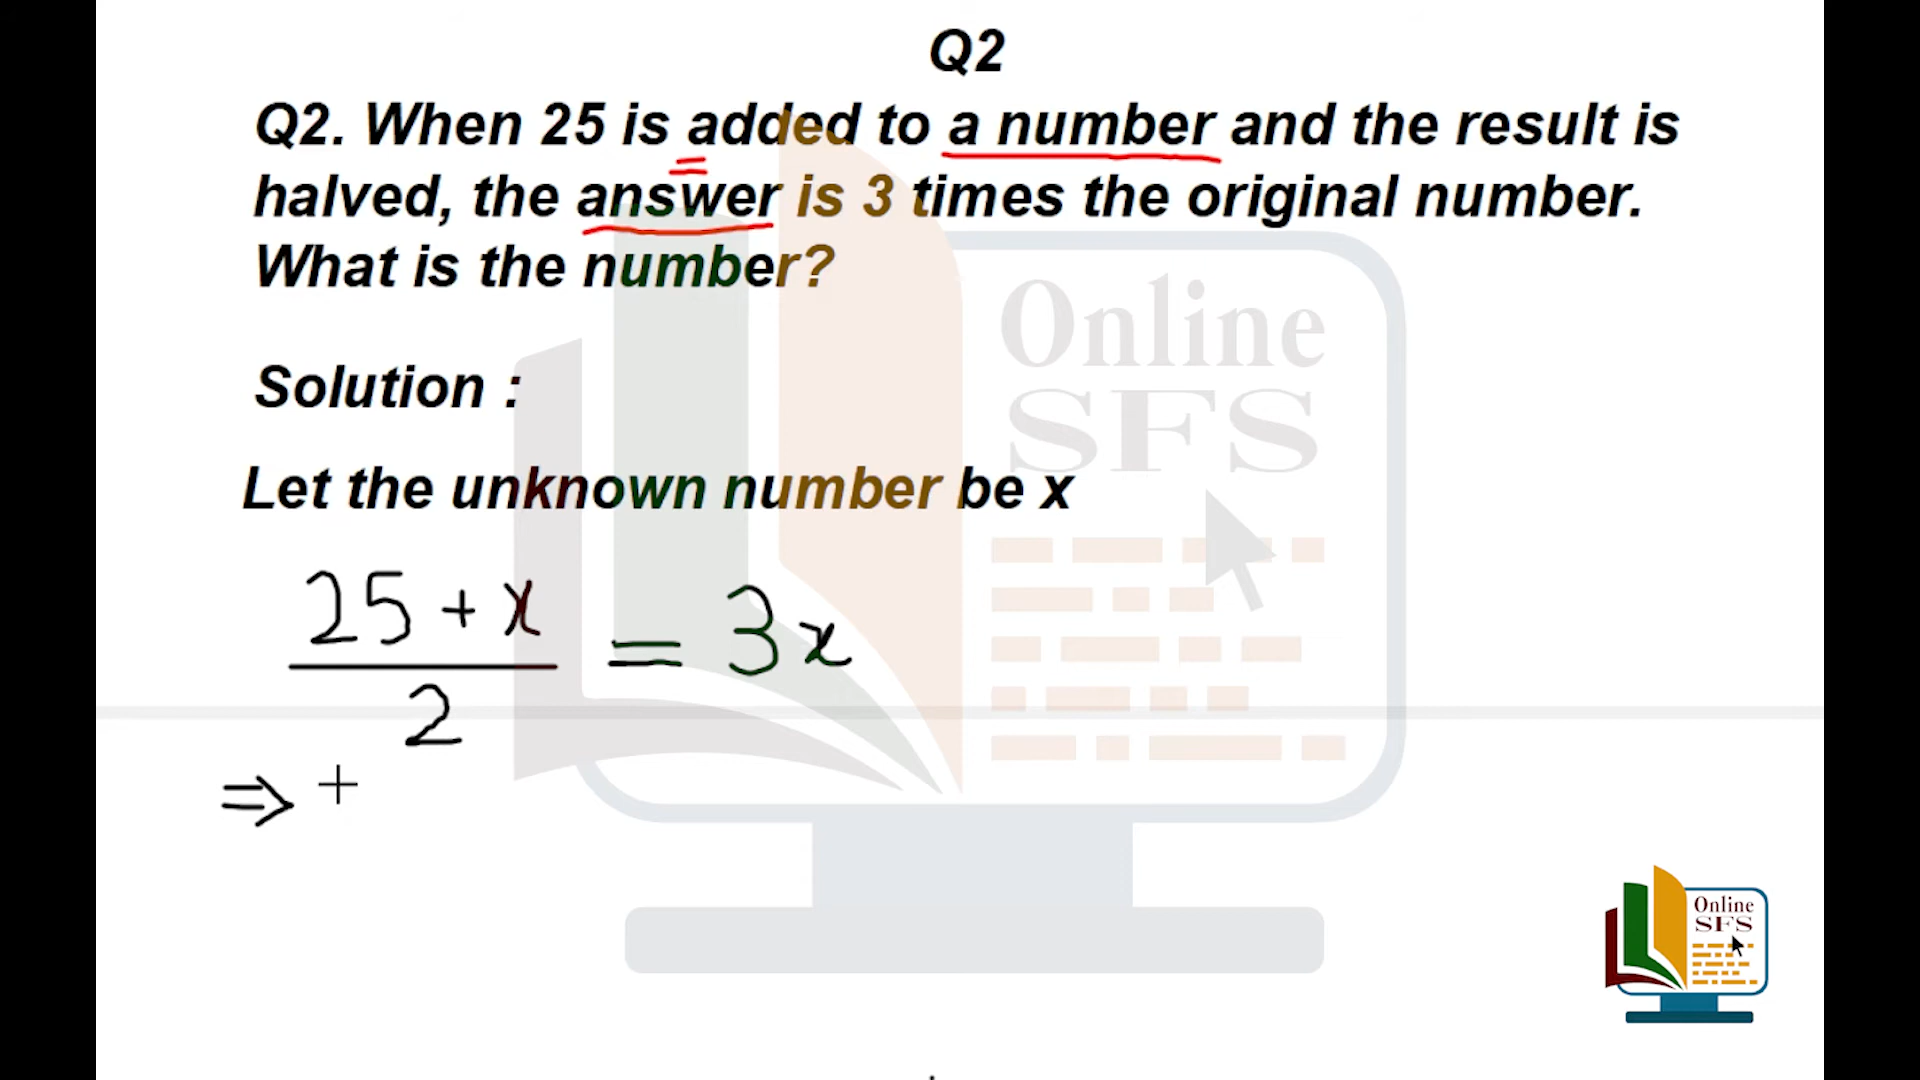 Q2
Q2. When 25 is added to a number and the result is
halved, the answer is 3 times the original number.
What is the number?
Online
SFS
Solution :
Let the unknown number be x
25 + x
= 3x
2
⇒
Online
SFS